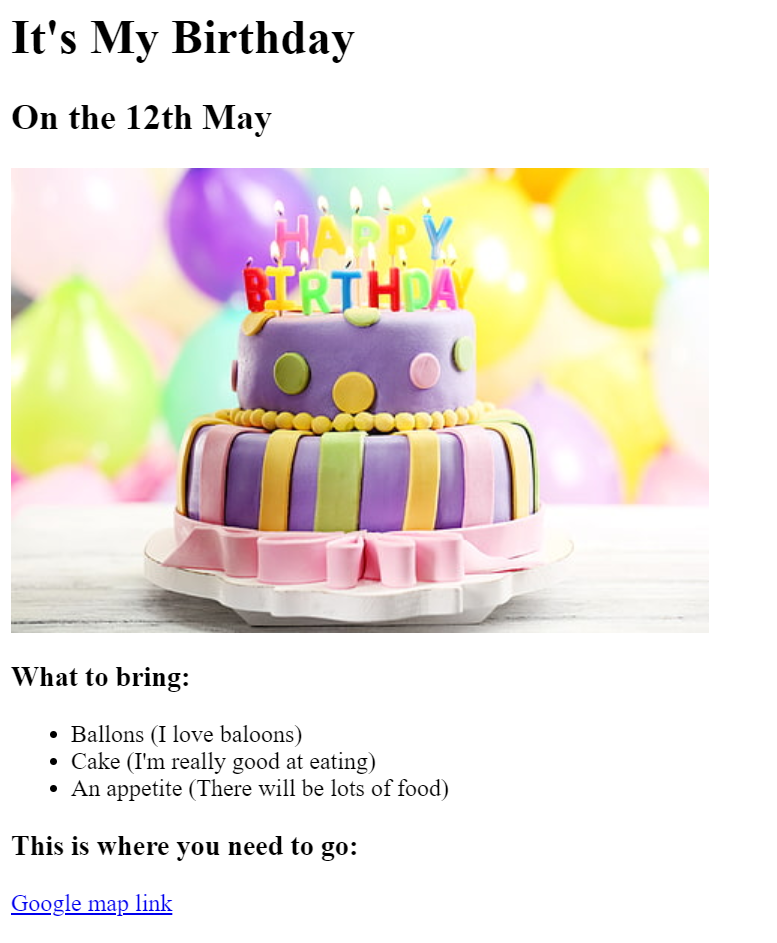 It's My Birthday
On the 12th May
HAPPY
BIRTHDAY
What to bring:
Ballons (I love baloons)
Cake (I'm really good at eating)
An appetite (There will be lots of food)
This is where you need to go:
Google map link